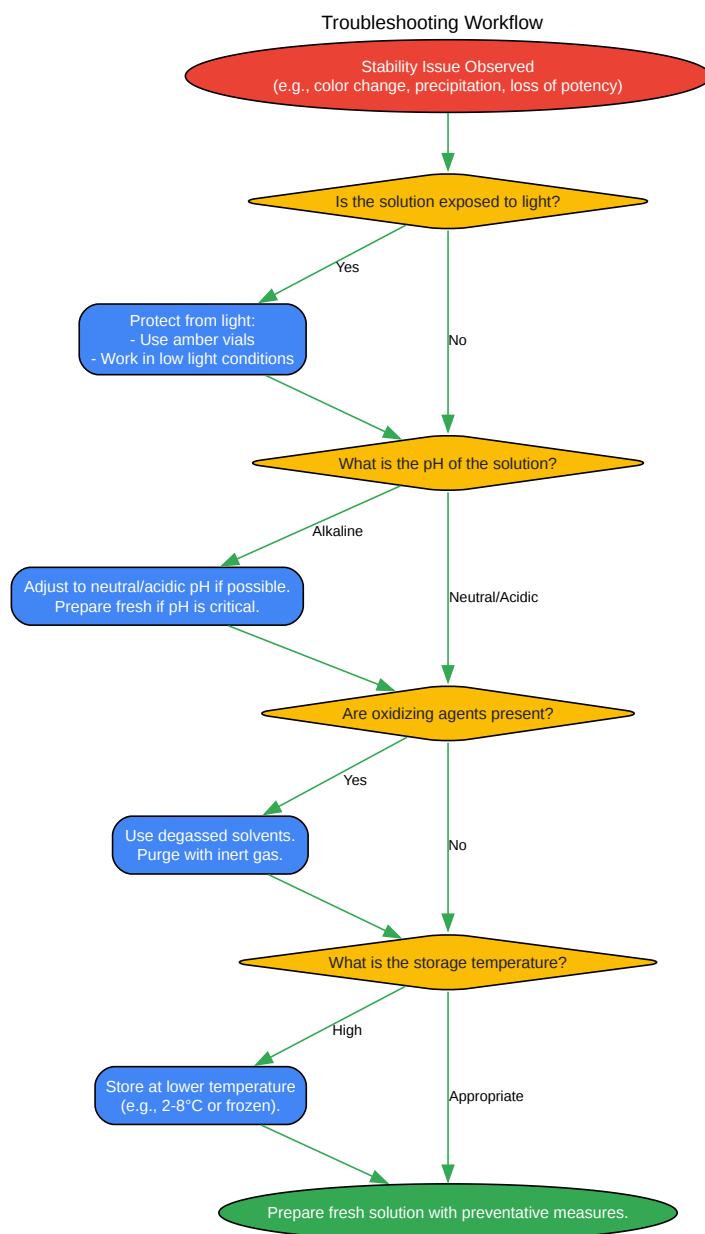 Troubleshooting Workflow
Stability Issue Observed
(e.g., color change, precipitation, loss of potency)
Is the solution exposed to light?
Yes
Protect from light:
- Use amber vials
- Work in low light conditions
No
What is the pH of the solution?
Alkaline
Adjust to neutral/acidic pH if possible.
Prepare fresh if pH is critical.
Neutral/Acidic
Are oxidizing agents present?
Yes
Use degassed solvents.
Purge with inert gas.
No
What is the storage temperature?
High
Store at lower temperature
(e.g., 2-8°C or frozen).
Appropriate
Prepare fresh solution with preventative measures.